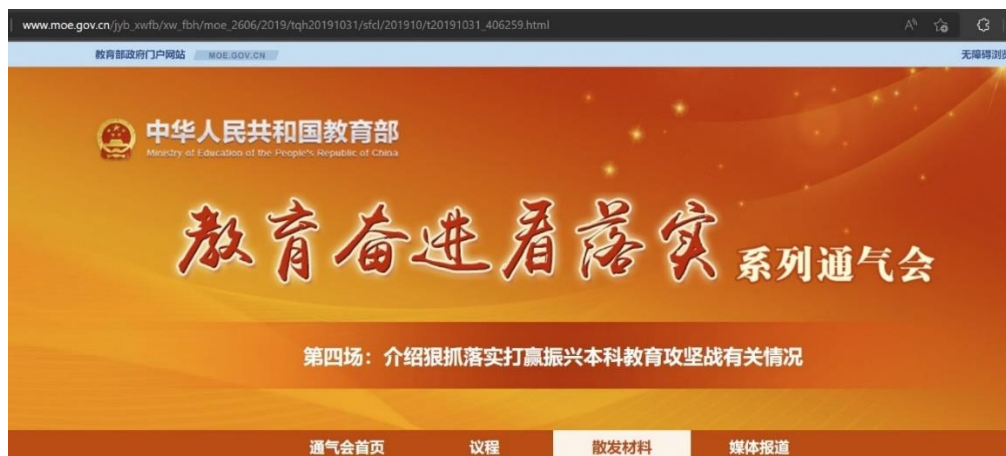 www.moe.gov.cn/jyb_xwfb/xw_fbh/moe_2606/2019/tqh20191031/sfcl/201910/t20191031_406259.html
教育部政府门户网站 MOE.GOV.CN 无障碍浏览
中华人民共和国教育部
Ministry of Education of the People's Republic of China
教育奋进看落实 系列通气会
第四场：介绍狠抓落实打赢振兴本科教育攻坚战有关情况
通气会首页 议程 散发材料 媒体报道